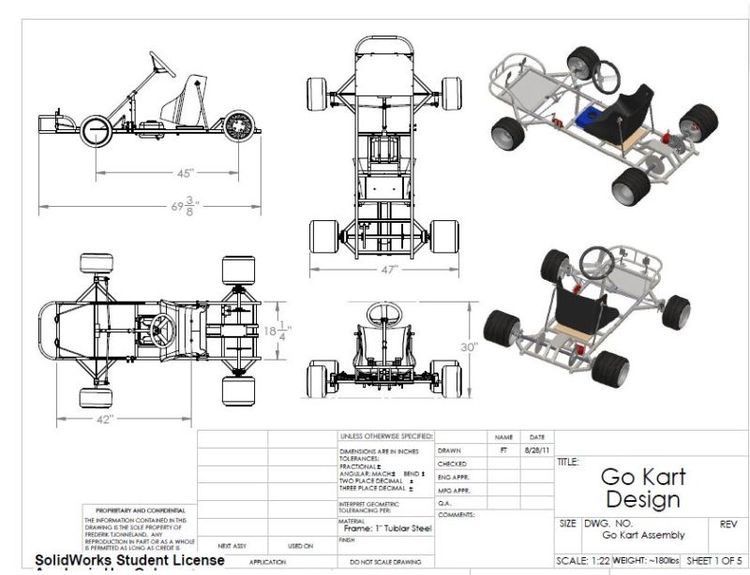 45"
69 3/8"
47"
18 1/4"
30"
42"
UNLESS OTHERWISE SPECIFIED:
NAME
DATE
DIMENSIONS ARE IN INCHES
DRAWN
FT
8/28/11
TOLERANCES:
FRACTIONAL ±
CHECKED
TITLE:
ANGULAR: MACH± BEND ±
ENG APPR.
TWO PLACE DECIMAL ±
THREE PLACE DECIMAL ±
MFG APPR.
Go Kart
Design
INTERPRET GEOMETRIC
TOLERANCING PER:
Q.A.
COMMENTS:
PROPRIETARY AND CONFIDENTIAL
THE INFORMATION CONTAINED IN THIS
DRAWING IS THE SOLE PROPERTY OF
FREDERIK TJONNELAND. ANY
REPRODUCTION IN PART OR AS A WHOLE
IS PERMITTED AS LONG AS CREDIT IS
MATERIAL
Frame: 1" Tublar Steel
SIZE
DWG. NO.
REV
Go Kart Assembly
FINISH
NEXT ASSY
USED ON
APPLICATION
DO NOT SCALE DRAWING
SCALE: 1:22
WEIGHT: ~180lbs
SHEET 1 OF 5
SolidWorks Student License